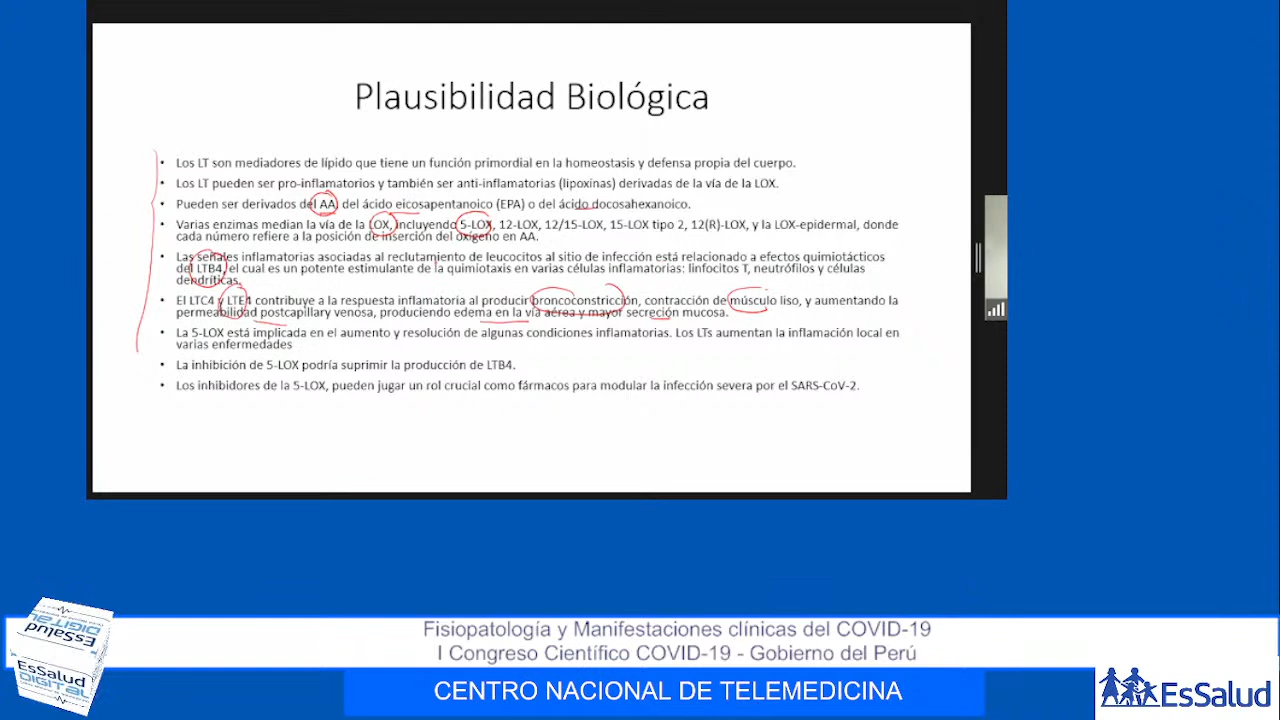 Plausibilidad Biológica
• Los LT son mediadores de lípido que tiene un función primordial en la homeostasis y defensa propia del cuerpo.
• Los LT pueden ser pro-inflamatorios y también ser anti-inflamatorias (lipoxinas) derivadas de la vía de la LOX.
• Pueden ser derivados del AA, del ácido eicosapentanoico (EPA) o del ácido docosahexanoico.
• Varias enzimas median la vía de la LOX, incluyendo 5-LOX, 12-LOX, 12/15-LOX, 15-LOX tipo 2, 12(R)-LOX, y la LOX-epidermal, donde
cada número refiere a la posición de inserción del oxígeno en AA.
• Las señales inflamatorias asociadas al reclutamiento de leucocitos al sitio de infección está relacionado a efectos quimiotácticos
del LTB4, el cual es un potente estimulante de la quimiotaxis en varias células inflamatorias: linfocitos T, neutrófilos y células
dendríticas.
• El LTC4 y LTE4 contribuye a la respuesta inflamatoria al producir broncoconstricción, contracción de músculo liso, y aumentando la
permeabilidad postcapillary venosa, produciendo edema en la vía aérea y mayor secreción mucosa.
• La 5-LOX está implicada en el aumento y resolución de algunas condiciones inflamatorias. Los LTs aumentan la inflamación local en
varias enfermedades
• La inhibición de 5-LOX podría suprimir la producción de LTB4.
• Los inhibidores de la 5-LOX, pueden jugar un rol crucial como fármacos para modular la infección severa por el SARS-CoV-2.
Fisiopatología y Manifestaciones clínicas del COVID-19
I Congreso Científico COVID-19 - Gobierno del Perú
CENTRO NACIONAL DE TELEMEDICINA
EsSalud
DIGITAL
EsSalud
DIGITAL
EsSalud